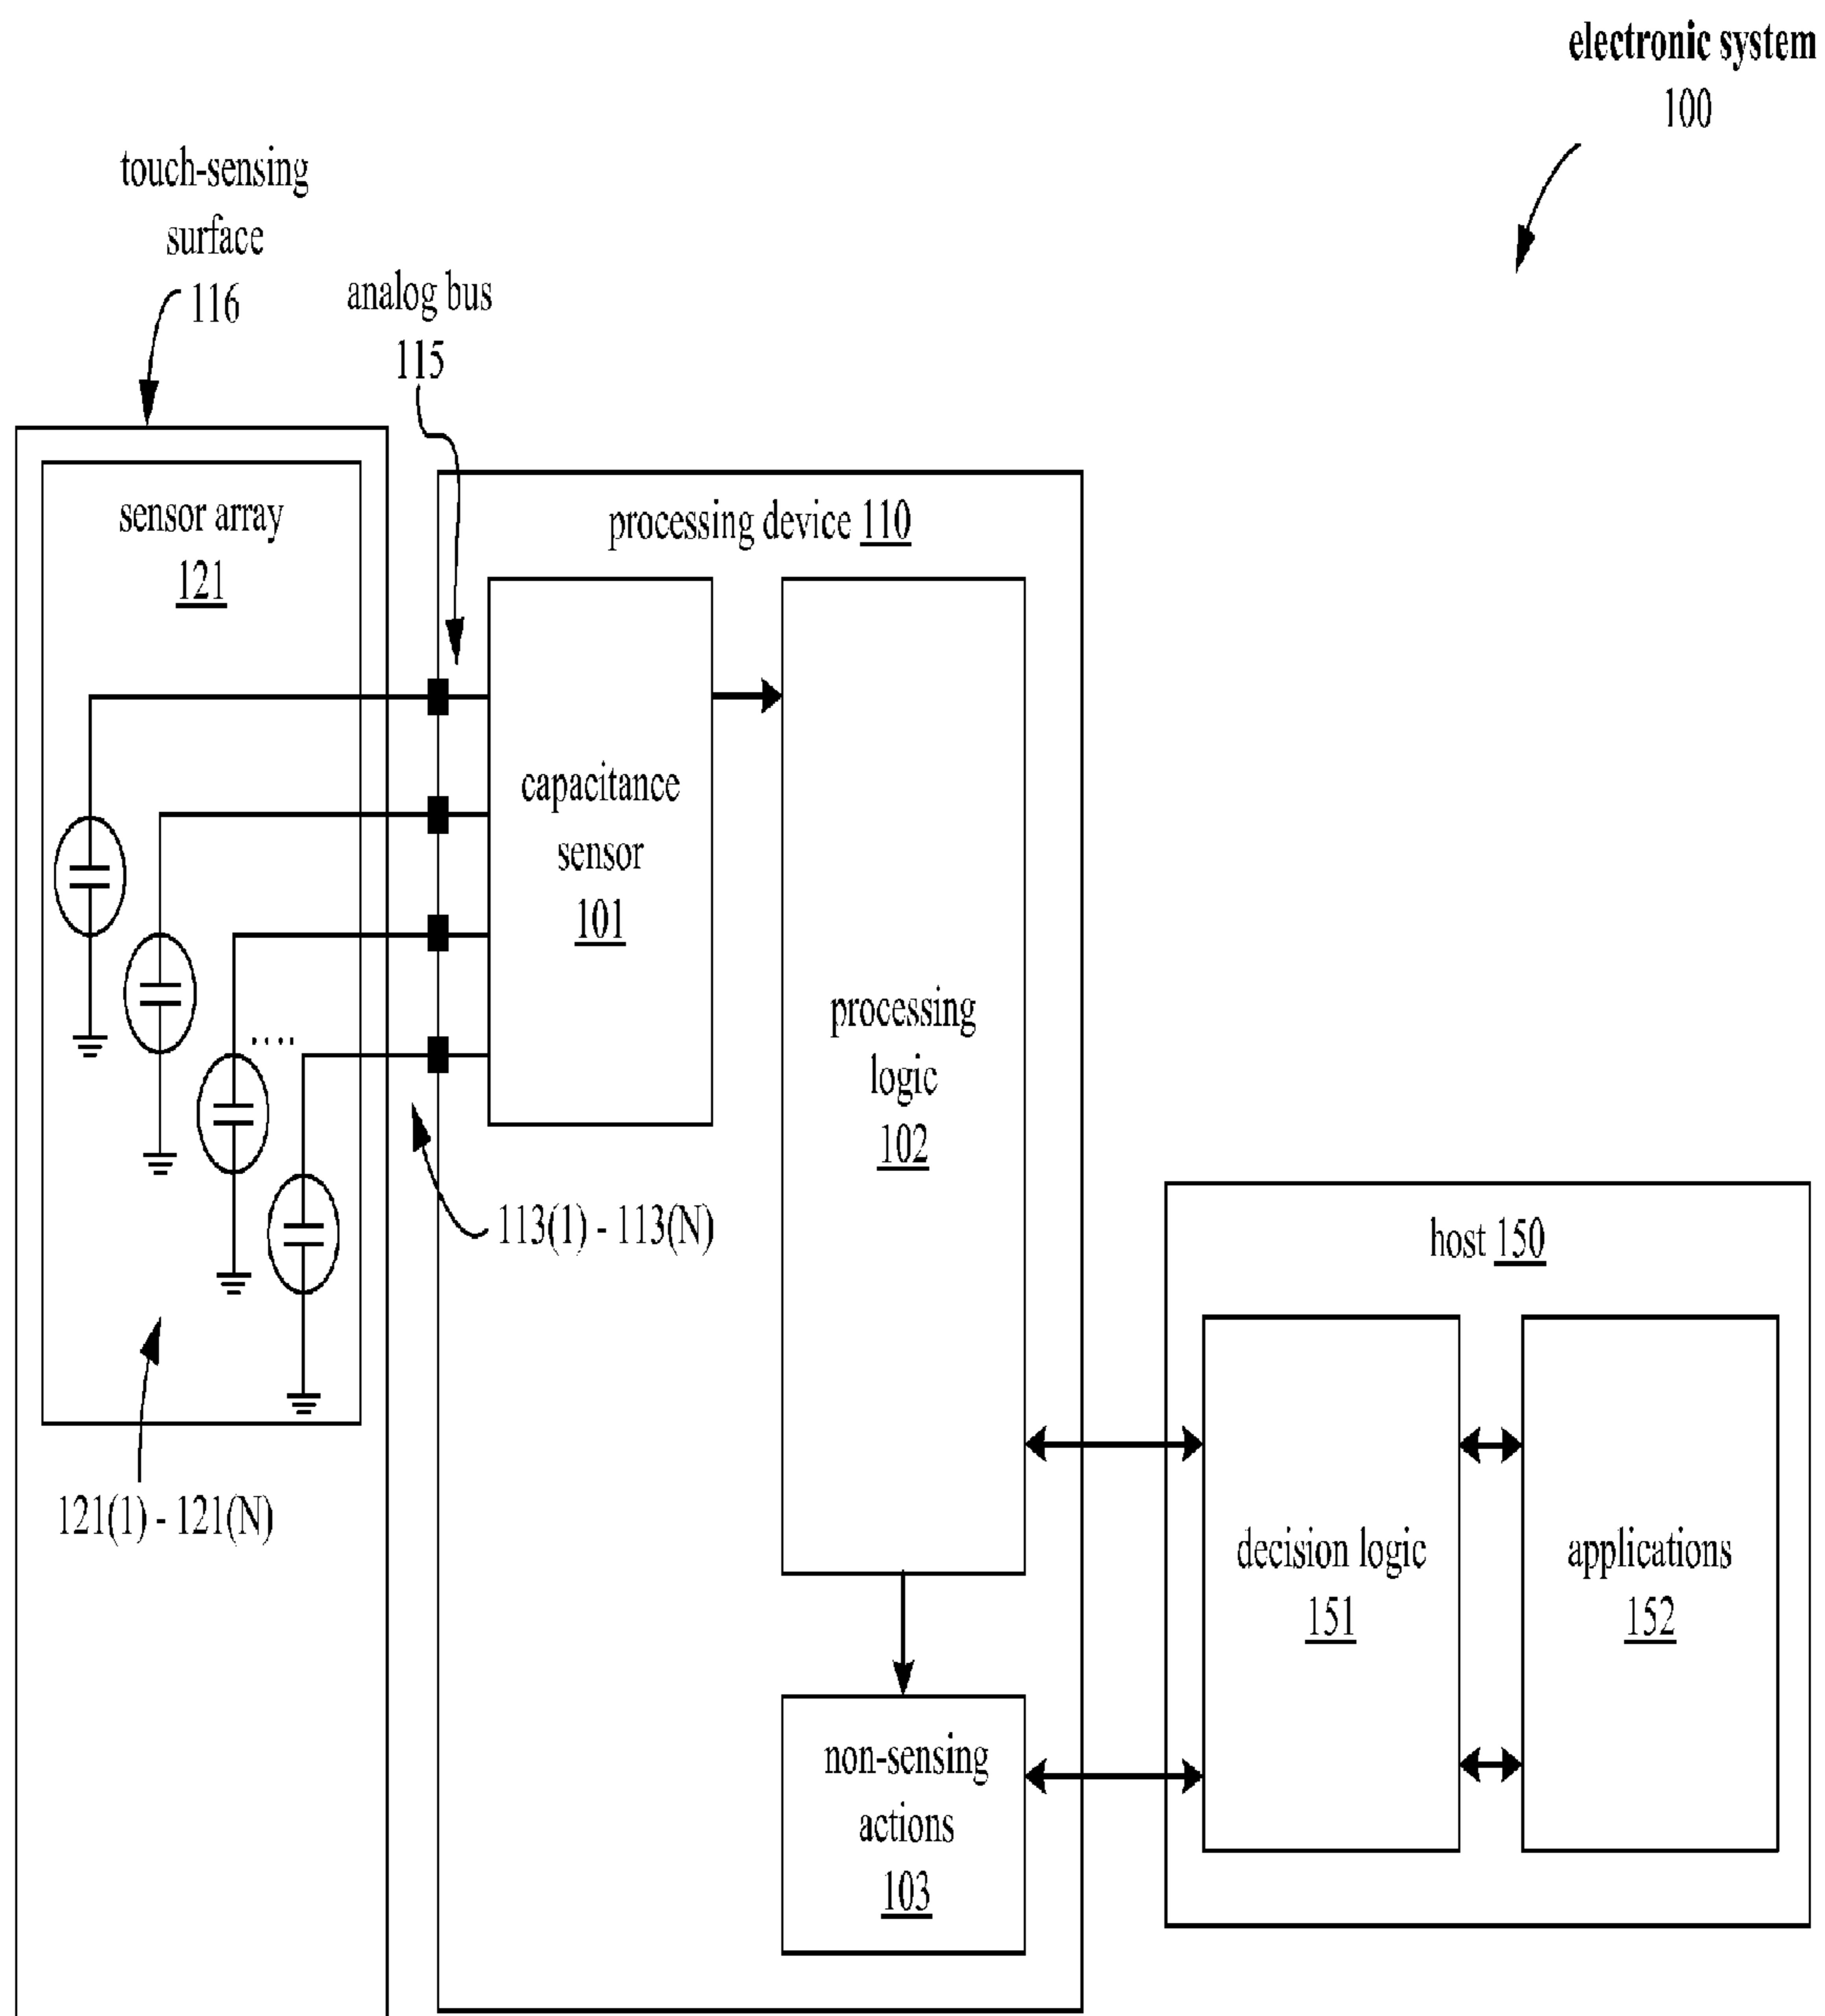 electronic system
100
touch-sensing
surface
116
analog bus
115
sensor array
121
processing device 110
capacitance
sensor
101
processing
logic
102
113(1) - 113(N)
121(1) - 121(N)
host 150
decision logic
151
applications
152
non-sensing
actions
103
....